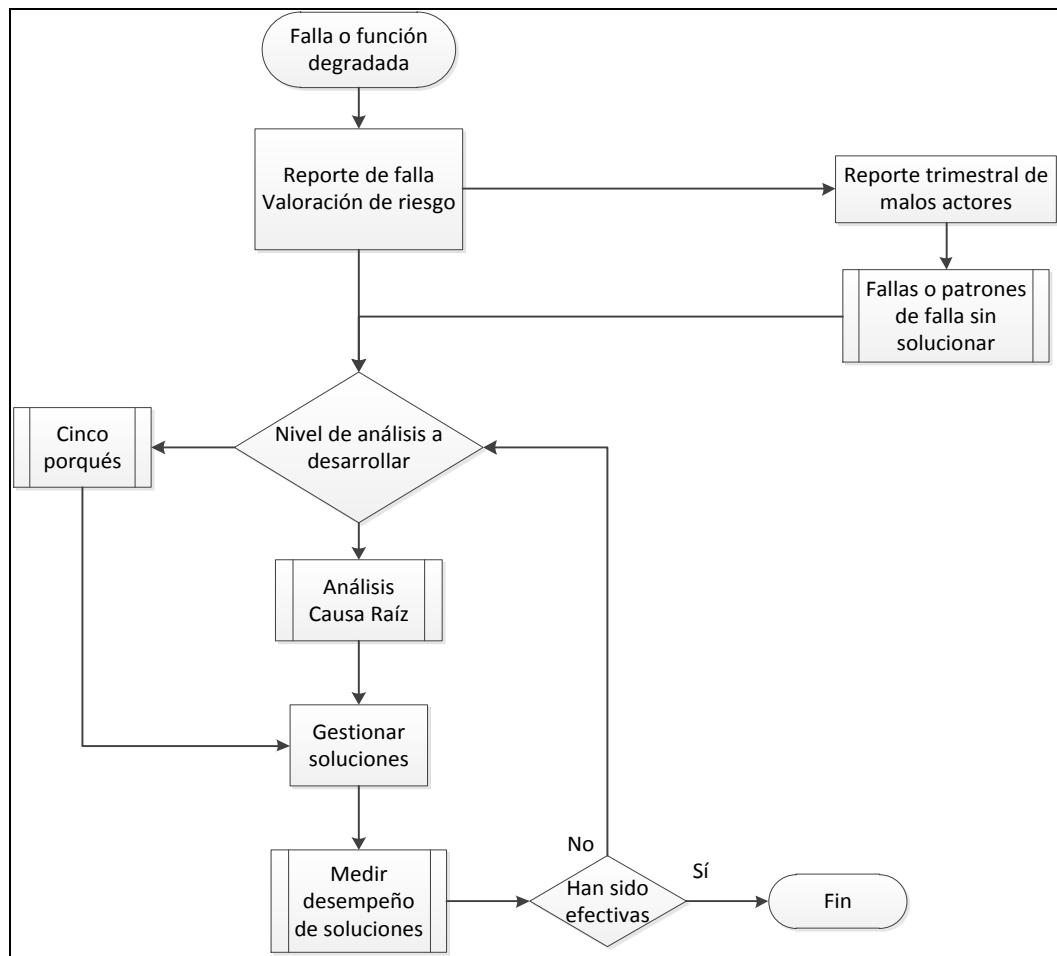 Falla o función
degradada
Reporte de falla
Valoración de riesgo
Reporte trimestral de
malos actores
Fallas o patrones
de falla sin
solucionar
Cinco
porqués
Nivel de análisis a
desarrollar
Análisis
Causa Raíz
Gestionar
soluciones
Medir
desempeño
de soluciones
No
Han sido
efectivas
Sí
Fin